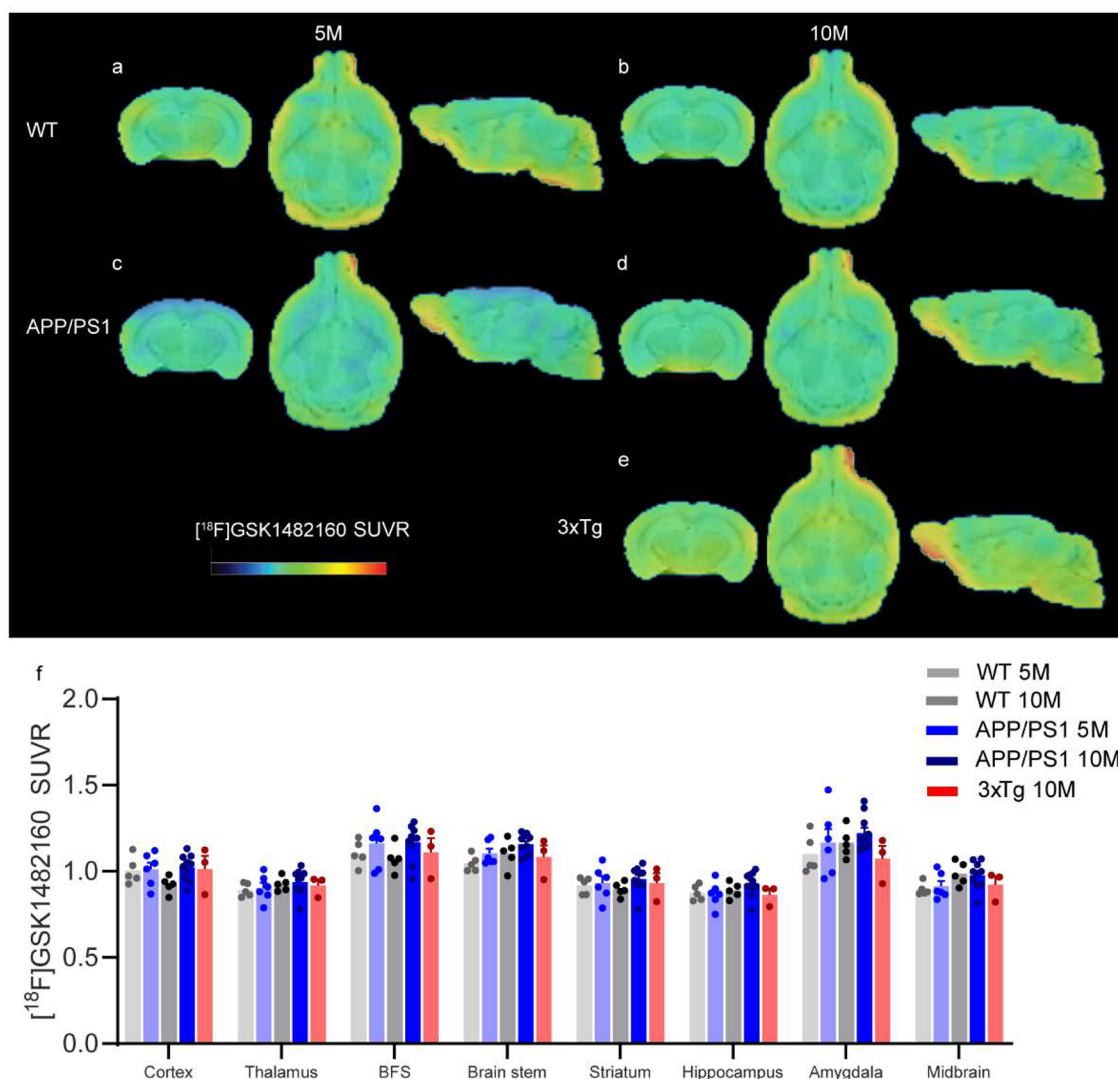 5M 10M
a b
WT
c d
APP/PS1
e
[¹⁸F]GSK1482160 SUVR
3xTg
f
WT 5M
WT 10M
APP/PS1 5M
APP/PS1 10M
3xTg 10M
[¹⁸F]GSK1482160 SUVR
2.0
1.5
1.0
0.5
0.0
Cortex Thalamus BFS Brain stem Striatum Hippocampus Amygdala Midbrain